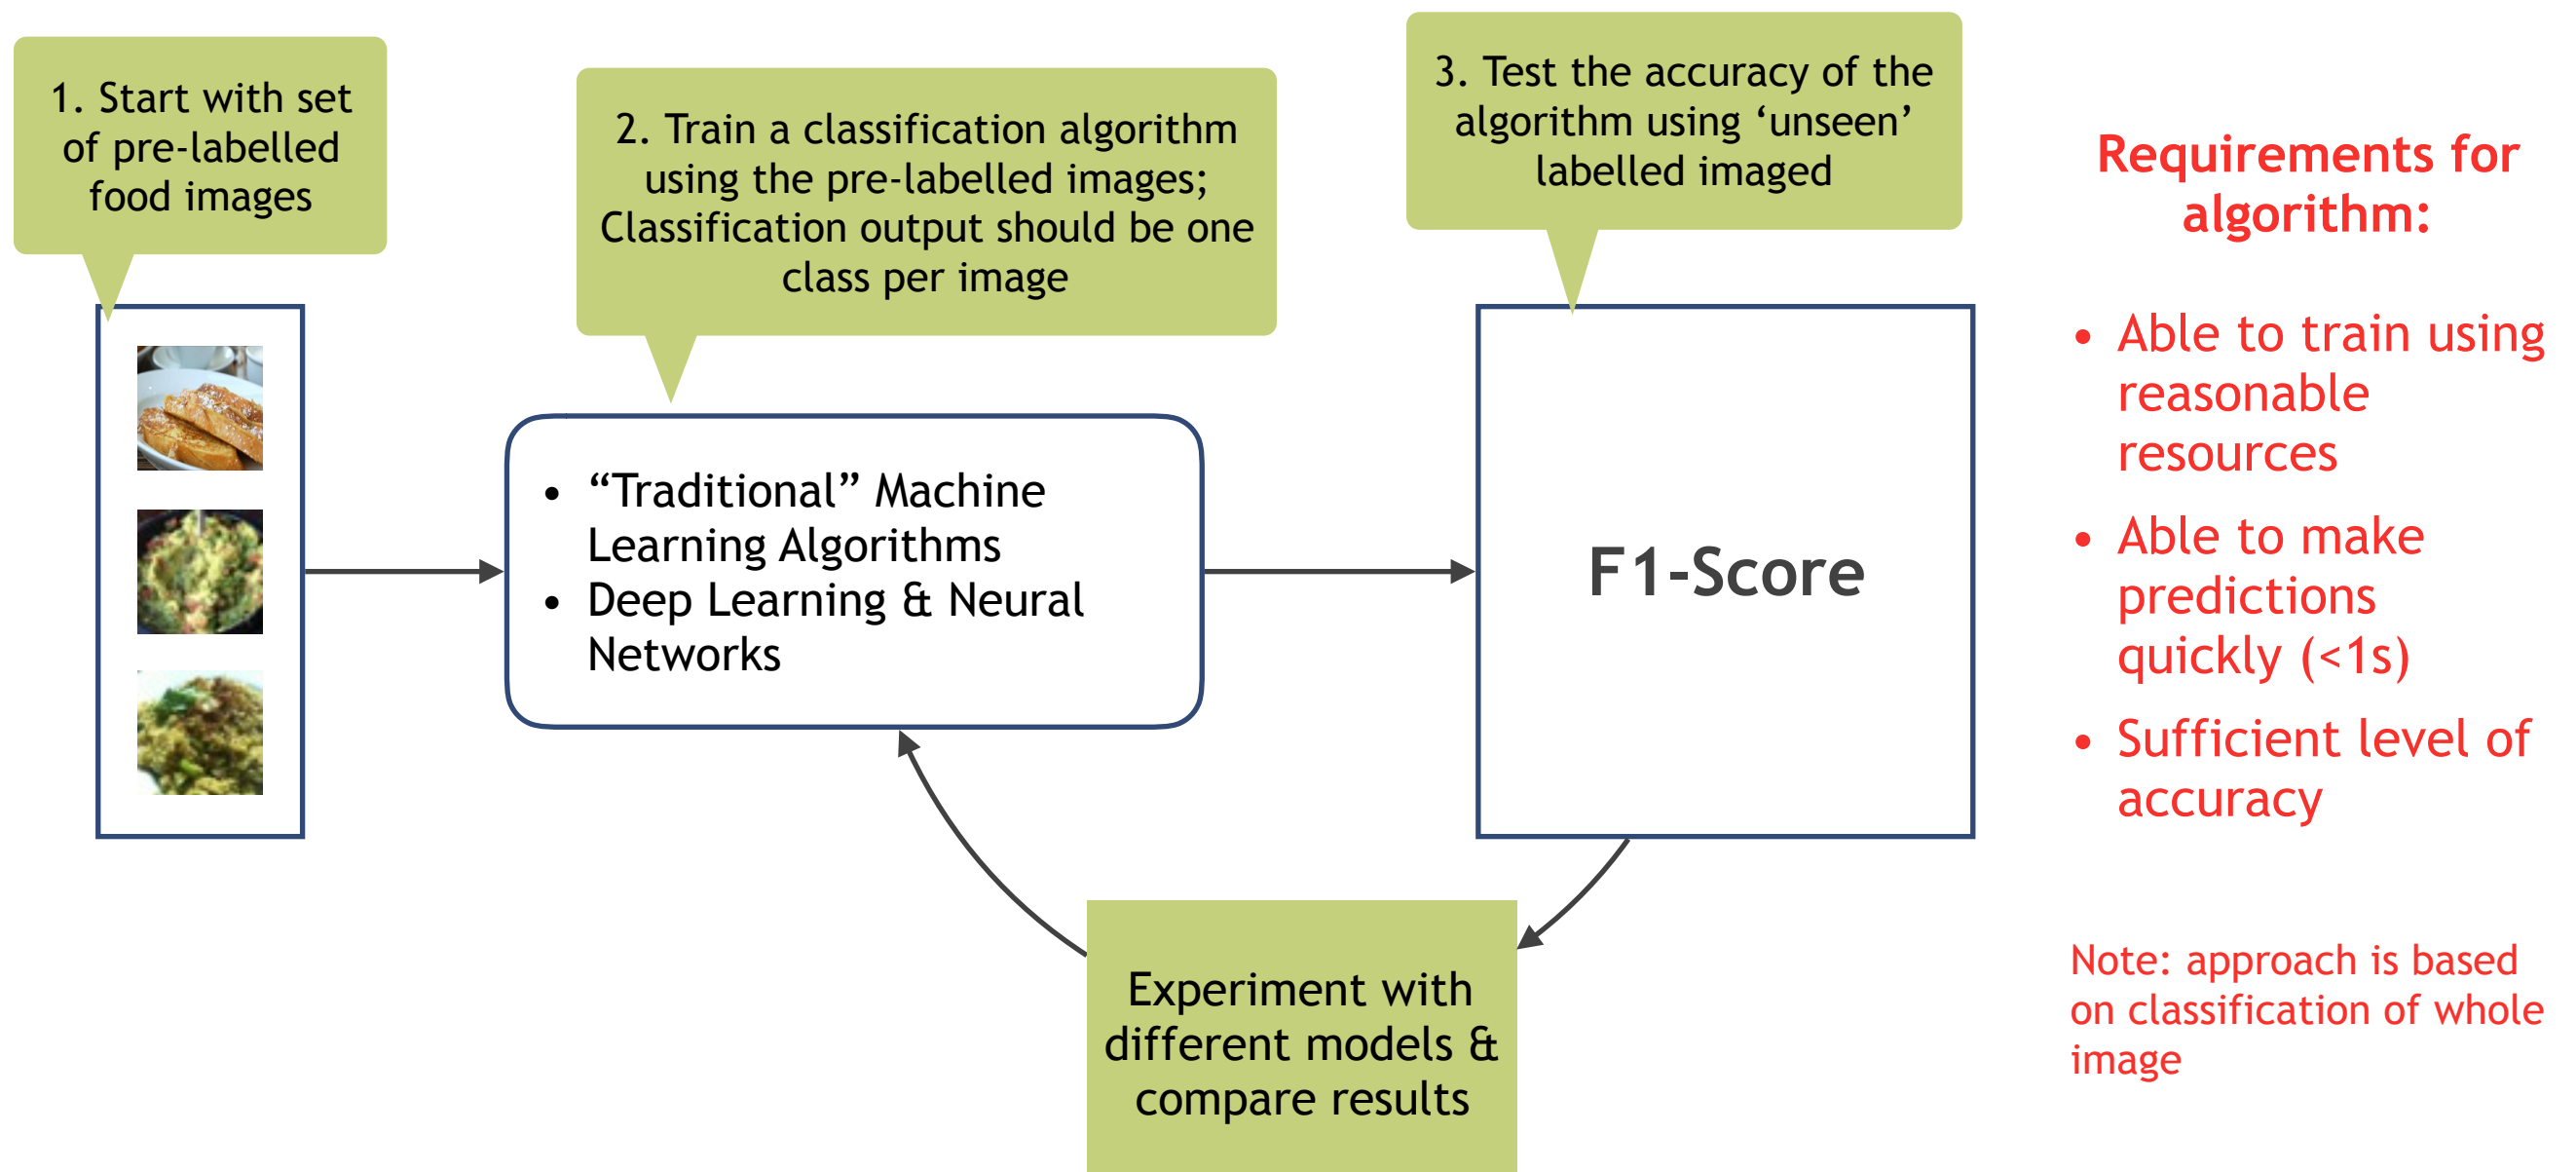 1. Start with set
of pre-labelled
food images
2. Train a classification algorithm
using the pre-labelled images;
Classification output should be one
class per image
3. Test the accuracy of the
algorithm using ‘unseen’
labelled imaged
• “Traditional” Machine
Learning Algorithms
• Deep Learning & Neural
Networks
F1-Score
Experiment with
different models &
compare results
Requirements for
algorithm:
• Able to train using
reasonable
resources
• Able to make
predictions
quickly (<1s)
• Sufficient level of
accuracy
Note: approach is based
on classification of whole
image